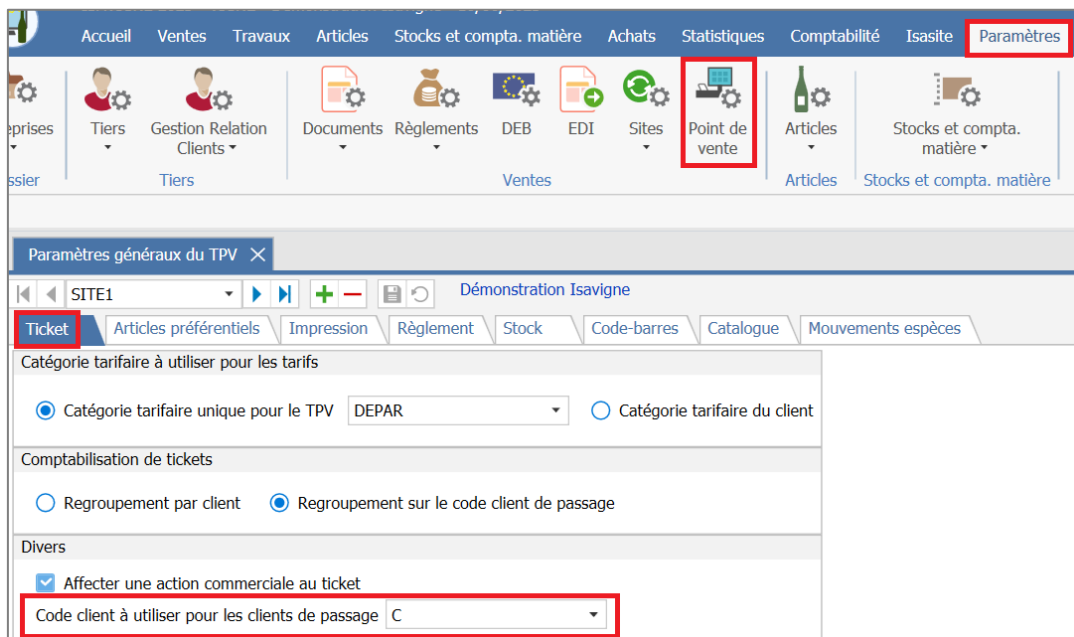 Accueil Ventes Travaux Articles Stocks et compta. matière Achats Statistiques Comptabilité Isasite Paramètres
Tiers Gestion Relation Clients Documents Règlements DEB EDI Sites Point de vente Articles Stocks et compta. matière
Tiers Ventes Articles Stocks et compta. matière
Paramètres généraux du TPV
SITE1 Démonstration Isavigne
Ticket Articles préférentiels Impression Règlement Stock Code-barres Catalogue Mouvements espèces
Catégorie tarifaire à utiliser pour les tarifs
Catégorie tarifaire unique pour le TPV DEPAR Catégorie tarifaire du client
Comptabilisation de tickets
Regroupement par client Regroupement sur le code client de passage
Divers
Affecter une action commerciale au ticket
Code client à utiliser pour les clients de passage C